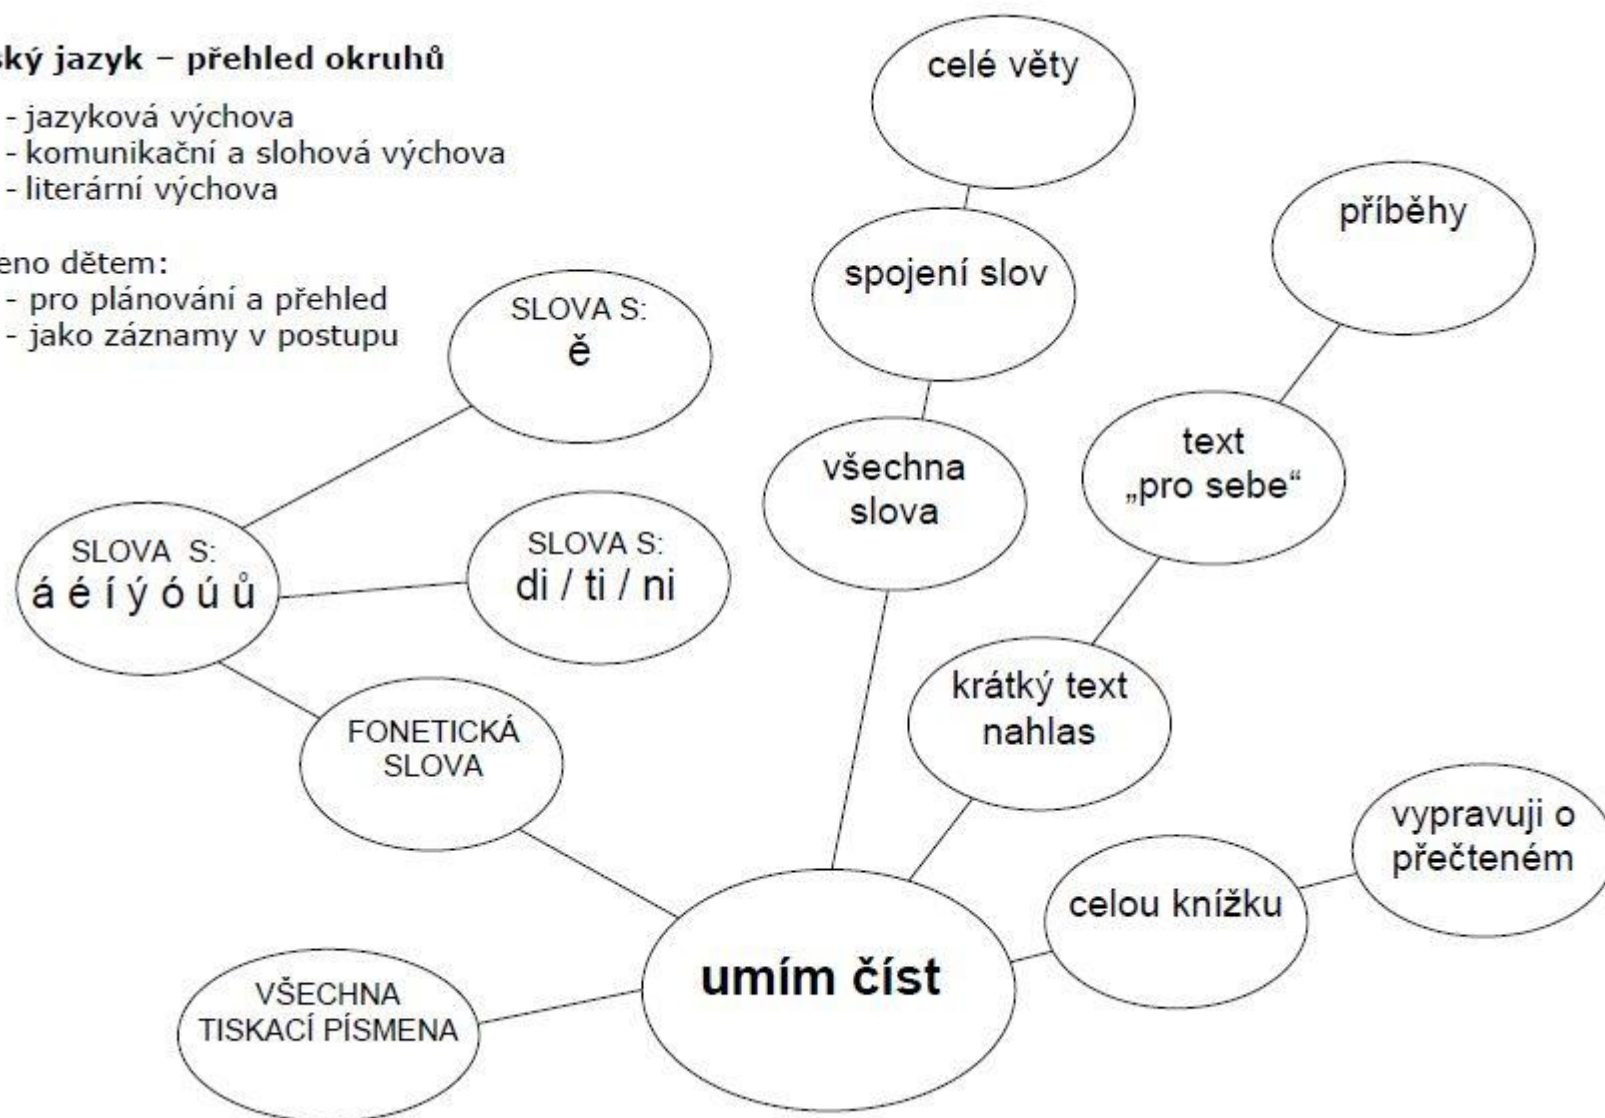 ský jazyk – přehled okruhů
- jazyková výchova
- komunikační a slohová výchova
- literární výchova
eno dětem:
- pro plánování a přehled
- jako záznamy v postupu
celé věty
spojení slov
všechna
slova
příběhy
text
„pro sebe“
krátký text
nahlas
SLOVA S:
ě
SLOVA S:
di / ti / ni
SLOVA S:
á é í ý ó ú ů
FONETICKÁ
SLOVA
VŠECHNA
TISKACÍ PÍSMENA
umím číst
celou knížku
vypravuji o
přečteném